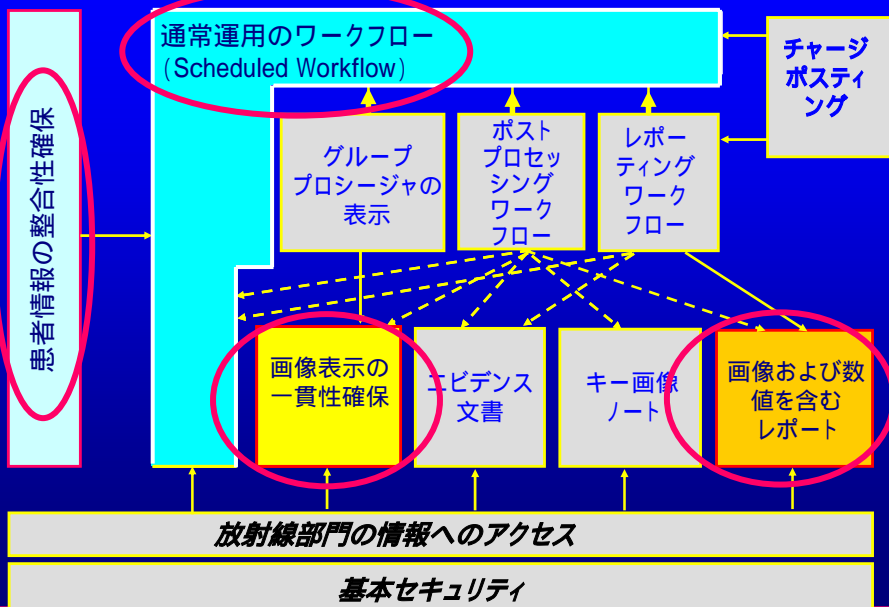 通常運用のワークフロー
(Scheduled Workflow)
チャージ
ポスティ
ング
患者情報の整合性確保
グループ
プロシージャの
表示
ポスト
プロセッ
シング
ワーク
フロー
レポー
ティング
ワーク
フロー
画像表示の
一貫性確保
エビデンス
文書
キー画像
ノート
画像および数
値を含む
レポート
放射線部門の情報へのアクセス
基本セキュリティ